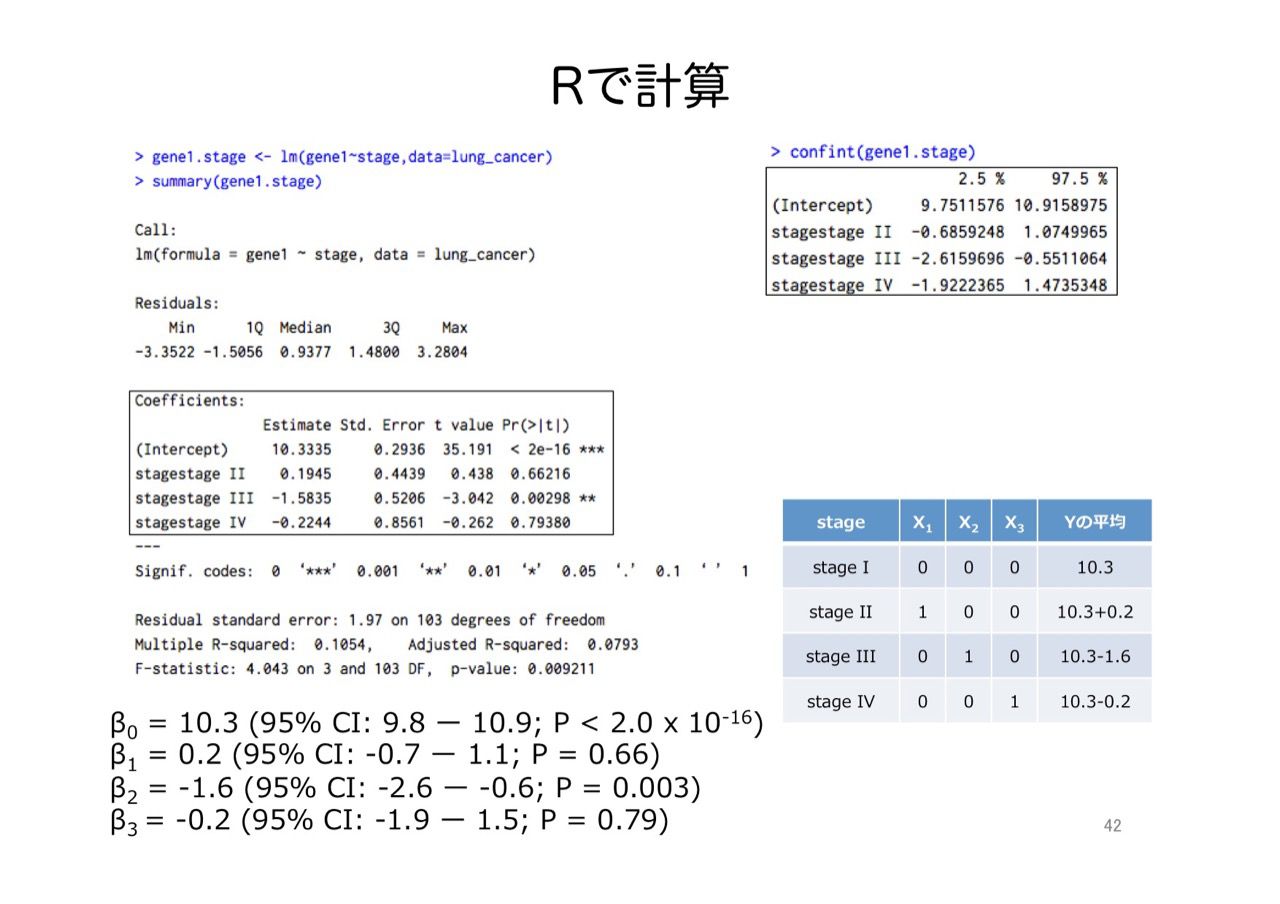 Rで計算
> gene1.stage <- lm(gene1~stage,data=lung_cancer)
> summary(gene1.stage)
Call:
lm(formula = gene1 ~ stage, data = lung_cancer)
Residuals:
Min 1Q Median 3Q Max
-3.3522 -1.5056 0.9377 1.4800 3.2804
Coefficients:
Estimate Std. Error t value Pr(>|t|)
(Intercept) 10.3335 0.2936 35.191 < 2e-16 ***
stagestage II 0.1945 0.4439 0.438 0.66216
stagestage III -1.5835 0.5206 -3.042 0.00298 **
stagestage IV -0.2244 0.8561 -0.262 0.79380
---
Signif. codes: 0 ‘***’ 0.001 ‘**’ 0.01 ‘*’ 0.05 ‘.’ 0.1 ‘ ’ 1
Residual standard error: 1.97 on 103 degrees of freedom
Multiple R-squared: 0.1054, Adjusted R-squared: 0.0793
F-statistic: 4.043 on 3 and 103 DF, p-value: 0.009211
> confint(gene1.stage)
2.5 % 97.5 %
(Intercept) 9.7511576 10.9158975
stagestage II -0.6859248 1.0749965
stagestage III -2.6159696 -0.5511064
stagestage IV -1.9222365 1.4735348
stage X1 X2 X3 Yの平均
stage I 0 0 0 10.3
stage II 1 0 0 10.3+0.2
stage III 0 1 0 10.3-1.6
stage IV 0 0 1 10.3-0.2
β0 = 10.3 (95% CI: 9.8 — 10.9; P < 2.0 x 10-16)
β1 = 0.2 (95% CI: -0.7 — 1.1; P = 0.66)
β2 = -1.6 (95% CI: -2.6 — -0.6; P = 0.003)
β3 = -0.2 (95% CI: -1.9 — 1.5; P = 0.79)
42